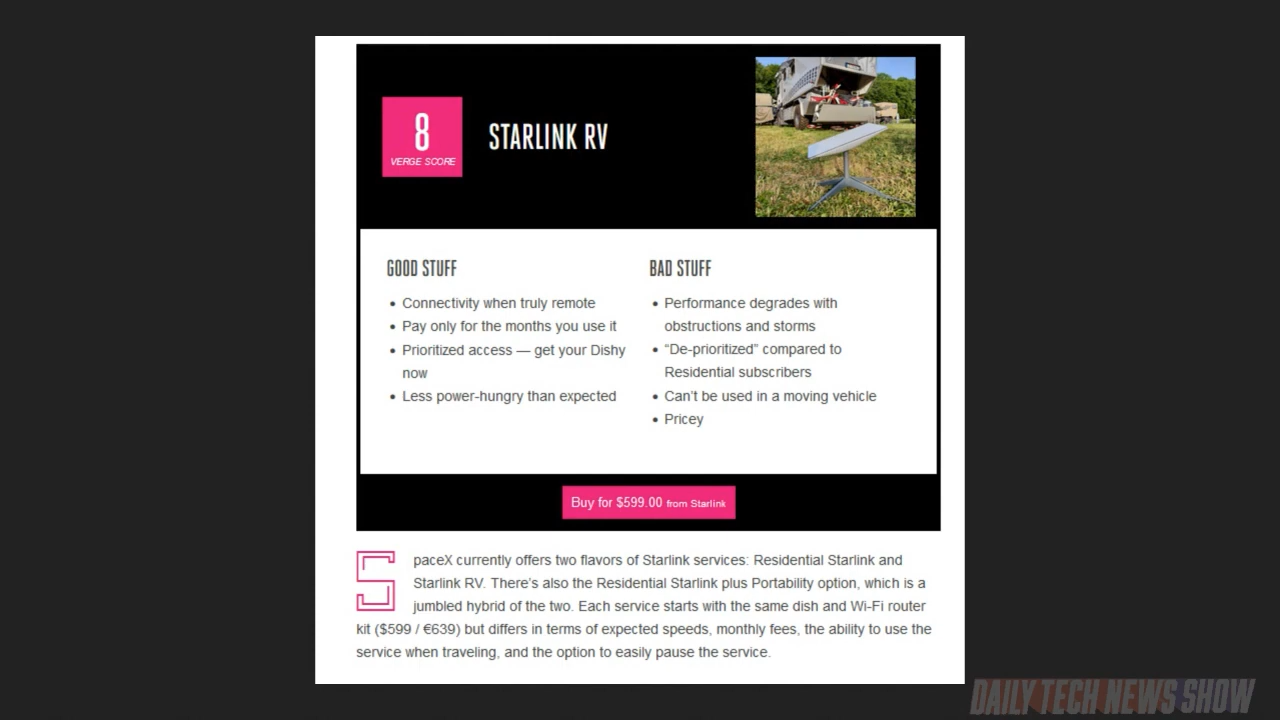 8
VERGE SCORE
STARLINK RV
GOOD STUFF
• Connectivity when truly remote
• Pay only for the months you use it
• Prioritized access — get your Dishy
now
• Less power-hungry than expected
BAD STUFF
• Performance degrades with
obstructions and storms
• “De-prioritized” compared to
Residential subscribers
• Can’t be used in a moving vehicle
• Pricey
Buy for $599.00 from Starlink
SpaceX currently offers two flavors of Starlink services: Residential Starlink and
Starlink RV. There’s also the Residential Starlink plus Portability option, which is a
jumbled hybrid of the two. Each service starts with the same dish and Wi-Fi router
kit ($599 / €639) but differs in terms of expected speeds, monthly fees, the ability to use the
service when traveling, and the option to easily pause the service.
DAILY TECH NEWS SHOW